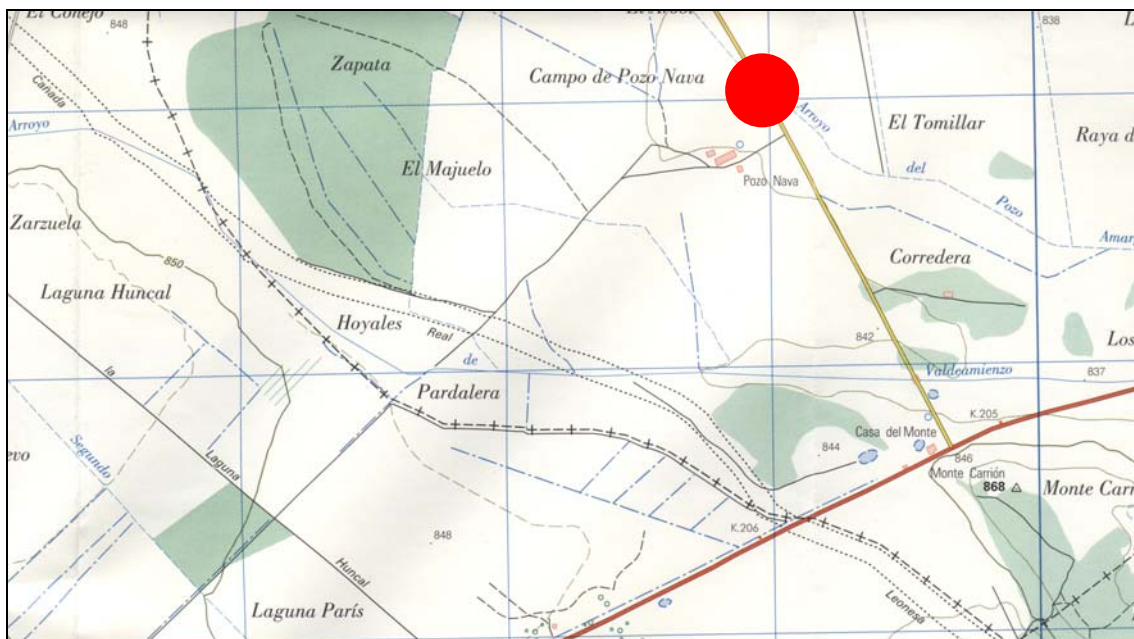 El Conejo
848
Zapata
Campo de Pozo Nava
838
Cañada
Arroyo
Arroyo
El Tomillar
Raya d
El Majuelo
del
Pozo Nava
Pozo
Amarg
Zarzuela
850
Corredera
Laguna Huncal
Hoyales
Real
842
Los
de
Valdeamienzo
la
Pardalera
837
K.205
Casa del Monte
Segundo
Laguna
844
846
evo
Monte Carrión
868
Monte Carr
K.206
848
Huncal
Leonesa
Laguna París